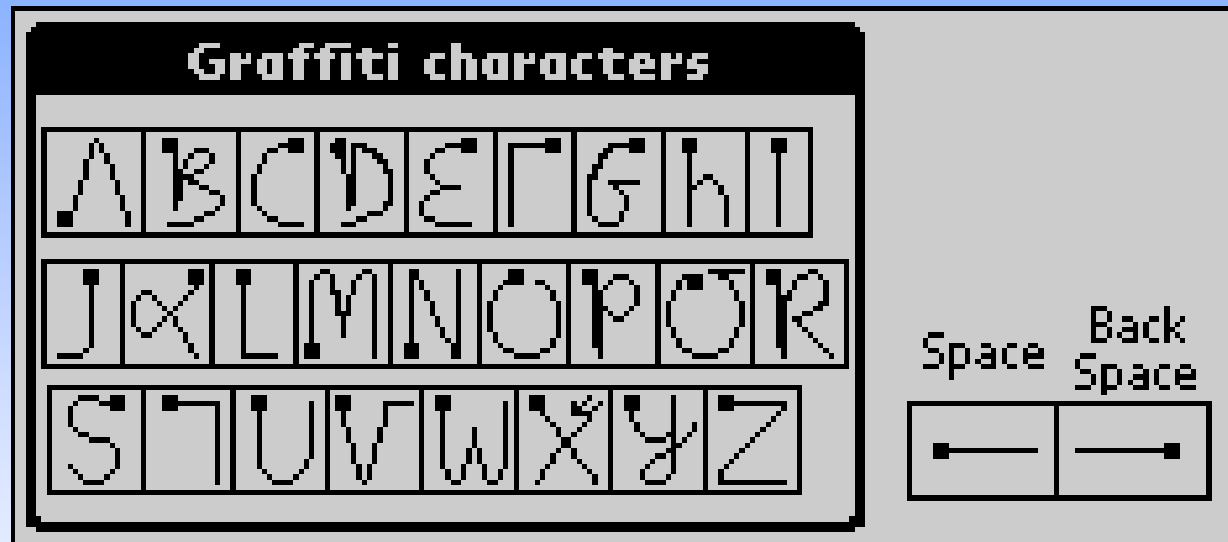 Graffiti characters
A B C D E F G h I
J K L M N O P Q R
S T U V W X Y Z
Space
Back
Space